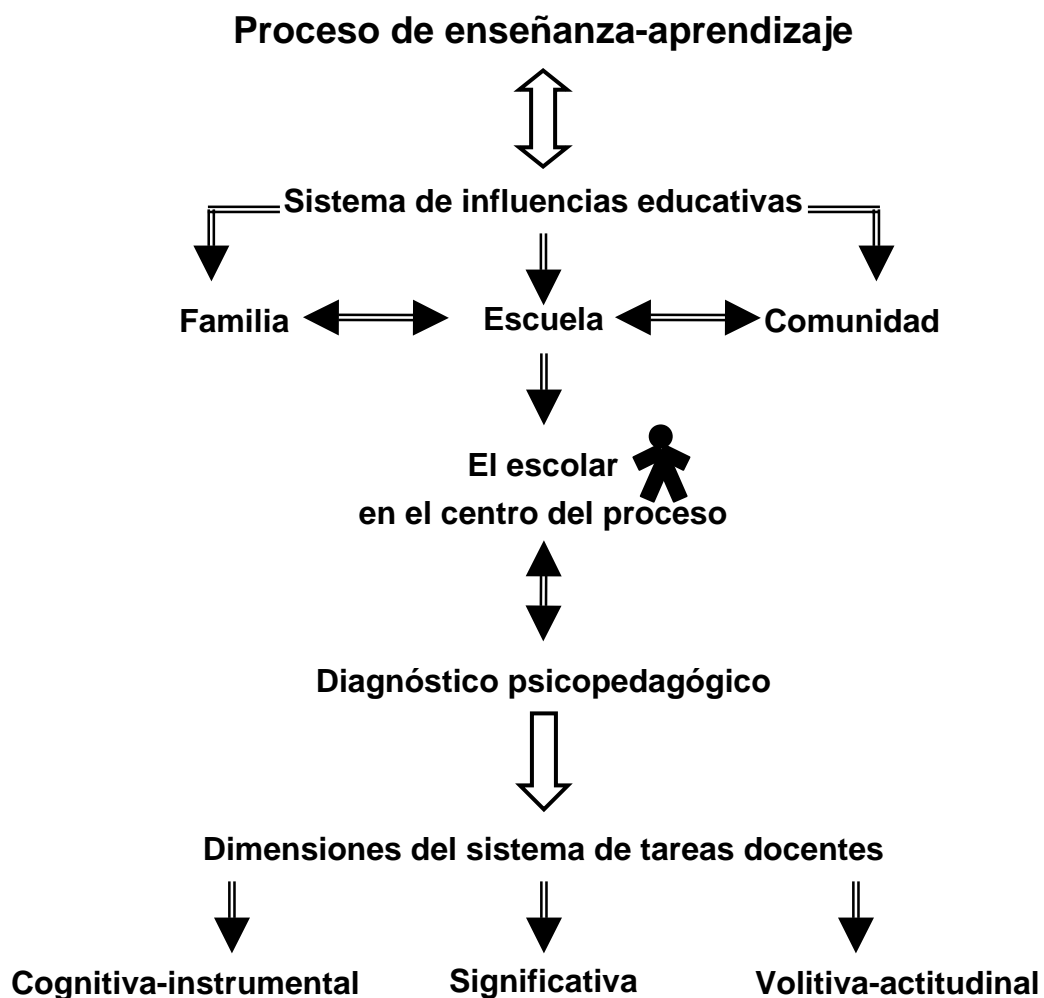 Proceso de enseñanza-aprendizaje
Sistema de influencias educativas
Familia
Escuela
Comunidad
El escolar
en el centro del proceso
Diagnóstico psicopedagógico
Dimensiones del sistema de tareas docentes
Cognitiva-instrumental
Significativa
Volitiva-actitudinal